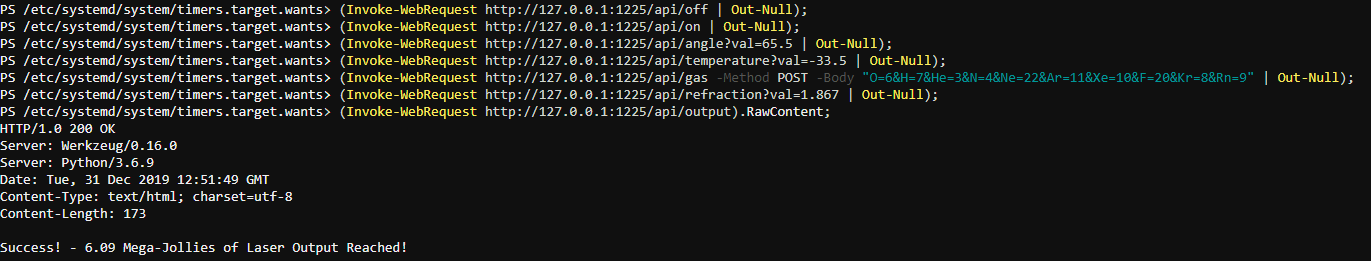 PS /etc/systemd/system/timers.target.wants> (Invoke-WebRequest http://127.0.0.1:1225/api/off | Out-Null);
PS /etc/systemd/system/timers.target.wants> (Invoke-WebRequest http://127.0.0.1:1225/api/on | Out-Null);
PS /etc/systemd/system/timers.target.wants> (Invoke-WebRequest http://127.0.0.1:1225/api/angle?val=65.5 | Out-Null);
PS /etc/systemd/system/timers.target.wants> (Invoke-WebRequest http://127.0.0.1:1225/api/temperature?val=-33.5 | Out-Null);
PS /etc/systemd/system/timers.target.wants> (Invoke-WebRequest http://127.0.0.1:1225/api/gas -Method POST -Body "O=6&H=7&He=3&N=4&Ne=22&Ar=11&Xe=10&F=20&Kr=8&Rn=9" | Out-Null);
PS /etc/systemd/system/timers.target.wants> (Invoke-WebRequest http://127.0.0.1:1225/api/refraction?val=1.867 | Out-Null);
PS /etc/systemd/system/timers.target.wants> (Invoke-WebRequest http://127.0.0.1:1225/api/output).RawContent;
HTTP/1.0 200 OK
Server: Werkzeug/0.16.0
Server: Python/3.6.9
Date: Tue, 31 Dec 2019 12:51:49 GMT
Content-Type: text/html; charset=utf-8
Content-Length: 173
Success! - 6.09 Mega-Jollies of Laser Output Reached!